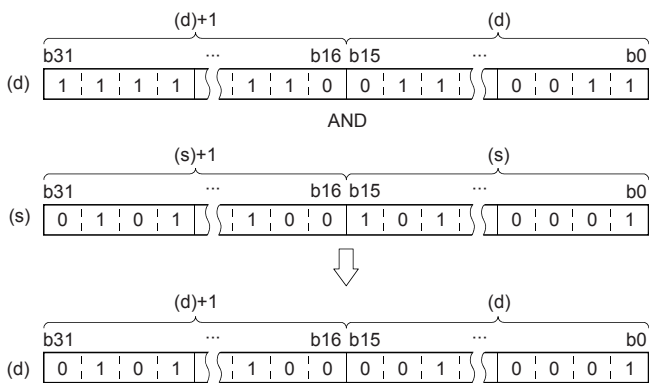 (d)+1 (d)
b31 ... b16 b15 ... b0
(d) 1 1 1 1 1 1 0 0 1 1 0 0 1 1
AND
(s)+1 (s)
b31 ... b16 b15 ... b0
(s) 0 1 0 1 1 0 0 1 0 1 0 0 0 1
(d)+1 (d)
b31 ... b16 b15 ... b0
(d) 0 1 0 1 1 0 0 0 0 1 0 0 0 1